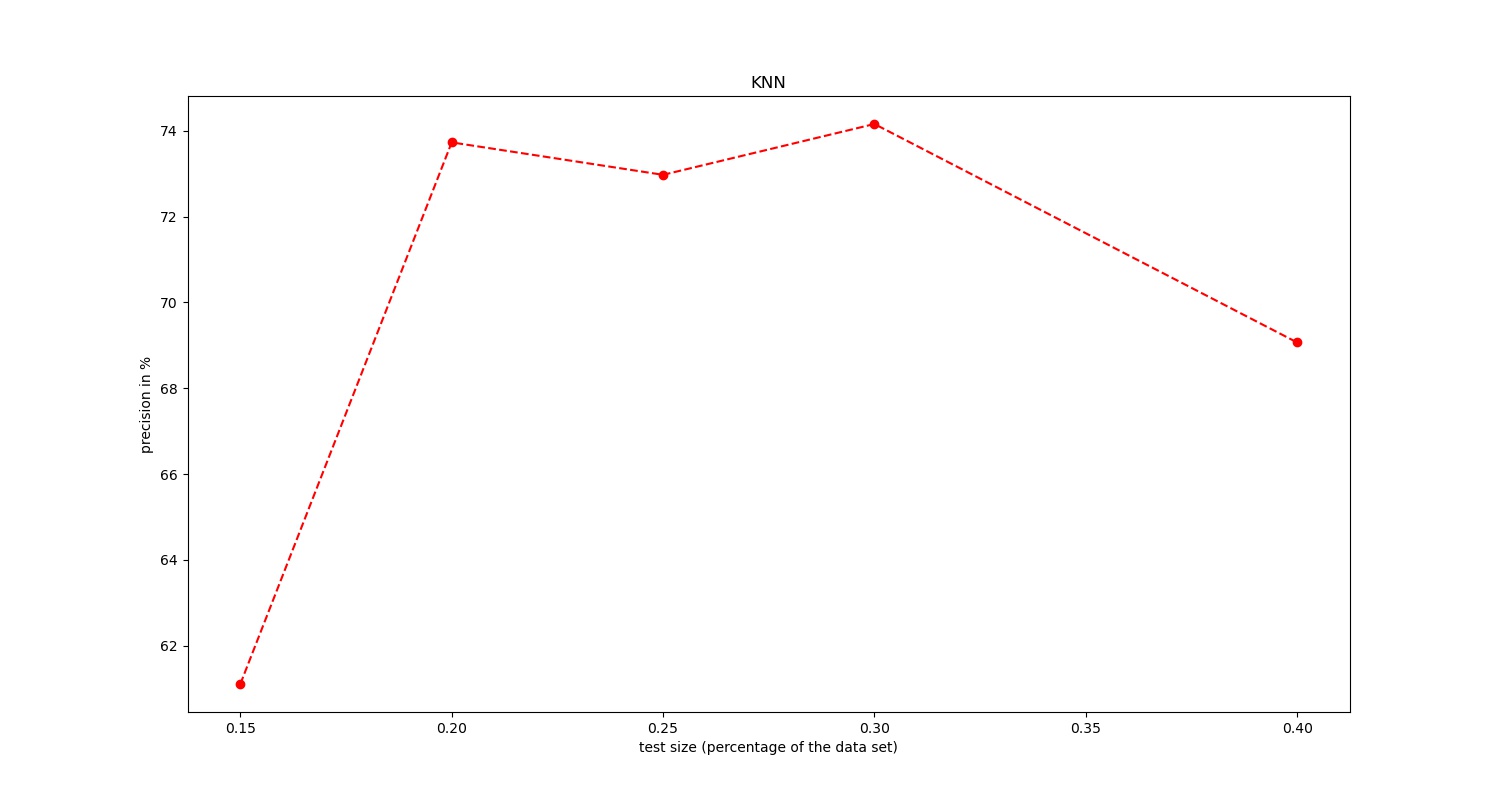 KNN
74
72
70
68
66
64
62
precision in %
0.15 0.20 0.25 0.30 0.35 0.40
test size (percentage of the data set)